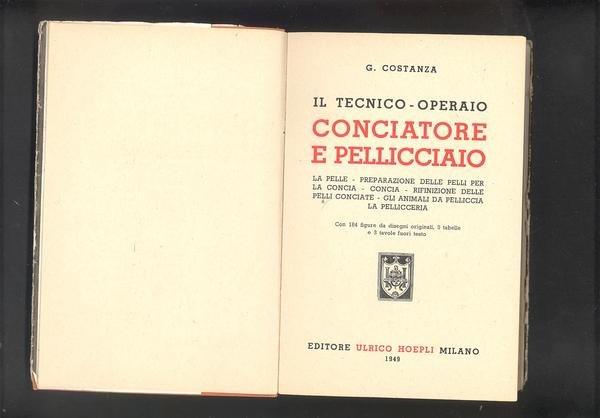 G. COSTANZA
IL TECNICO - OPERAIO
CONCIATORE
E PELLICCIAIO
LA PELLE - PREPARAZIONE DELLE PELLI PER
LA CONCIA - CONCIA - RIFINIZIONE DELLE
PELLI CONCIATE - GLI ANIMALI DA PELLICCIA
LA PELLICCERIA
Con 184 figure da disegni originali, 5 tabelle
e 3 tavole fuori testo
EDITORE ULRICO HOEPLI MILANO
1949